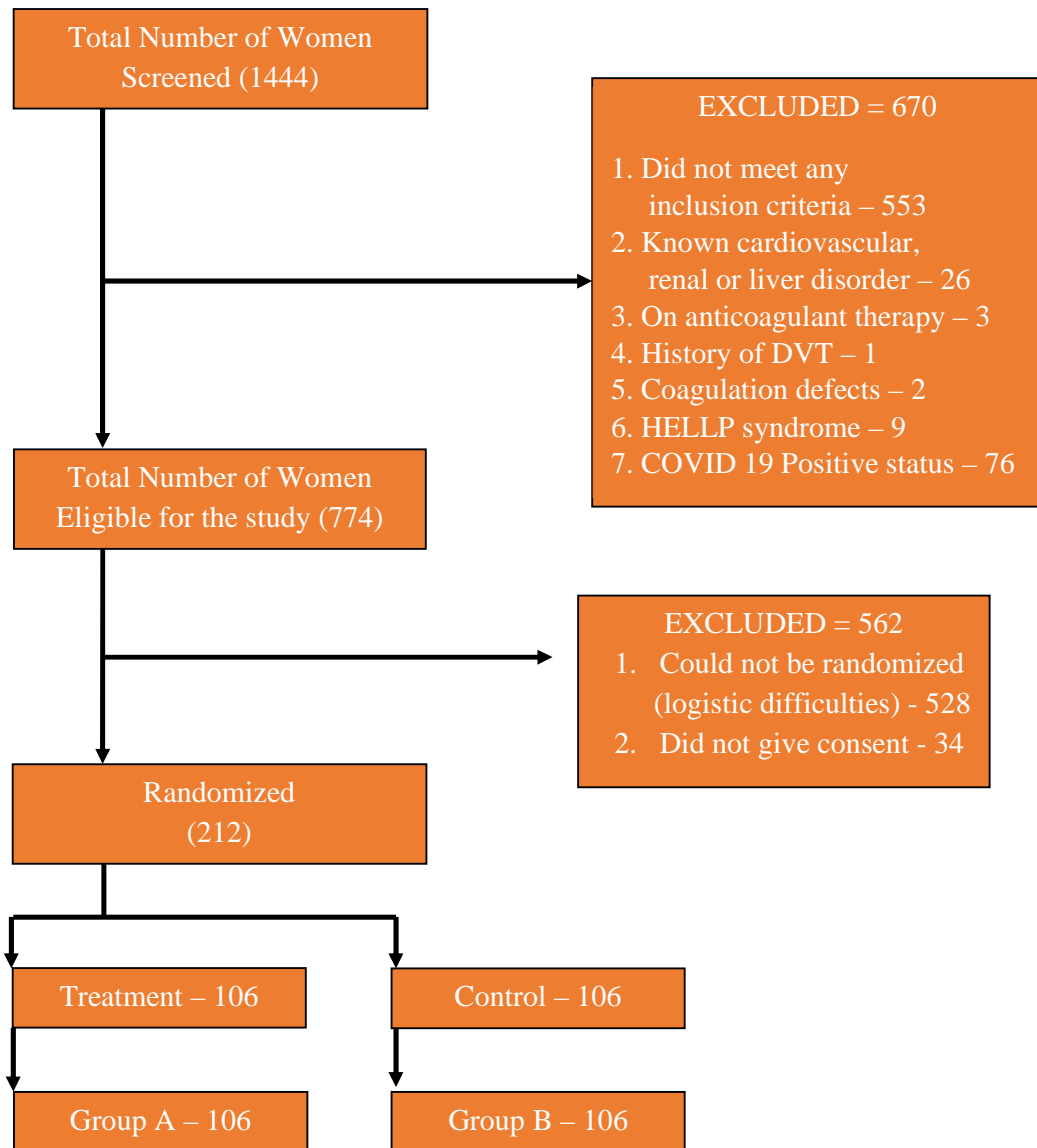 Total Number of Women
Screened (1444)
EXCLUDED = 670
1. Did not meet any
inclusion criteria – 553
2. Known cardiovascular,
renal or liver disorder – 26
3. On anticoagulant therapy – 3
4. History of DVT – 1
5. Coagulation defects – 2
6. HELLP syndrome – 9
7. COVID 19 Positive status – 76
Total Number of Women
Eligible for the study (774)
EXCLUDED = 562
1. Could not be randomized
(logistic difficulties) - 528
2. Did not give consent - 34
Randomized
(212)
Treatment – 106
Control – 106
Group A – 106
Group B – 106